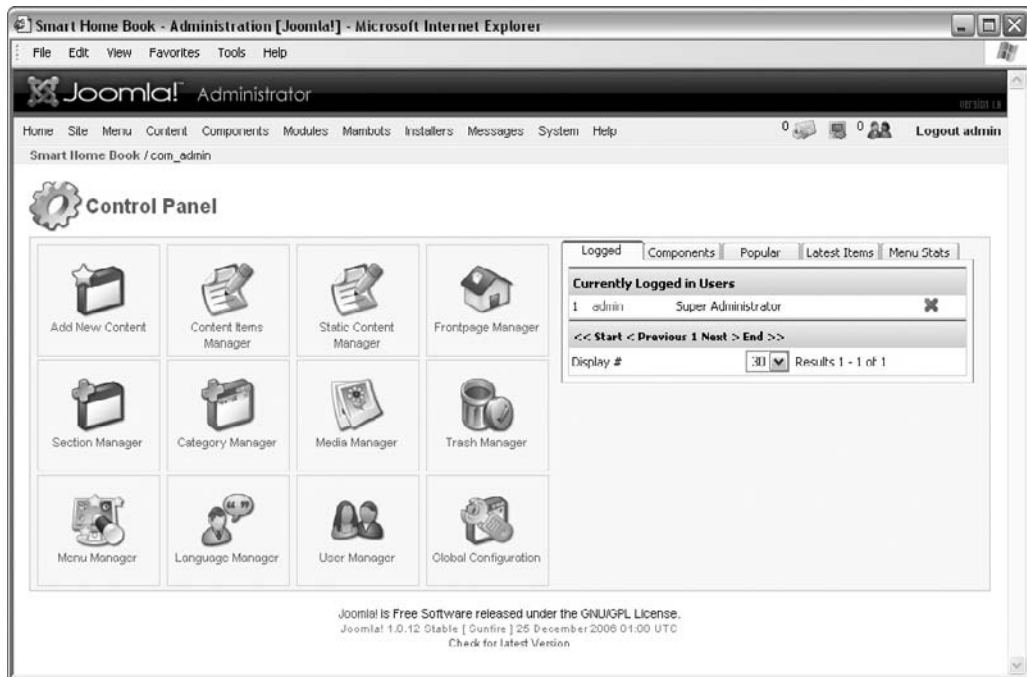 Smart Home Book - Administration [Joomla!] - Microsoft Internet Explorer
File Edit View Favorites Tools Help
Joomla! Administrator
version 1.0
Home Site Menu Content Components Modules Mambots Installers Messages System Help 0 0 Logout admin
Smart Home Book / com_admin
Control Panel
Add New Content
Content Items
Manager
Static Content
Manager
Frontpage Manager
Section Manager
Category Manager
Media Manager
Trash Manager
Menu Manager
Language Manager
User Manager
Global Configuration
Logged Components Popular Latest Items Menu Stats
Currently Logged in Users
1 admin Super Administrator
<< Start < Previous 1 Next > End >>
Display # 30 Results 1 - 1 of 1
Joomla! is Free Software released under the GNU/GPL License.
Joomla! 1.0.12 Stable [ Sunfire ] 25 December 2006 01:00 UTC
Check for latest Version